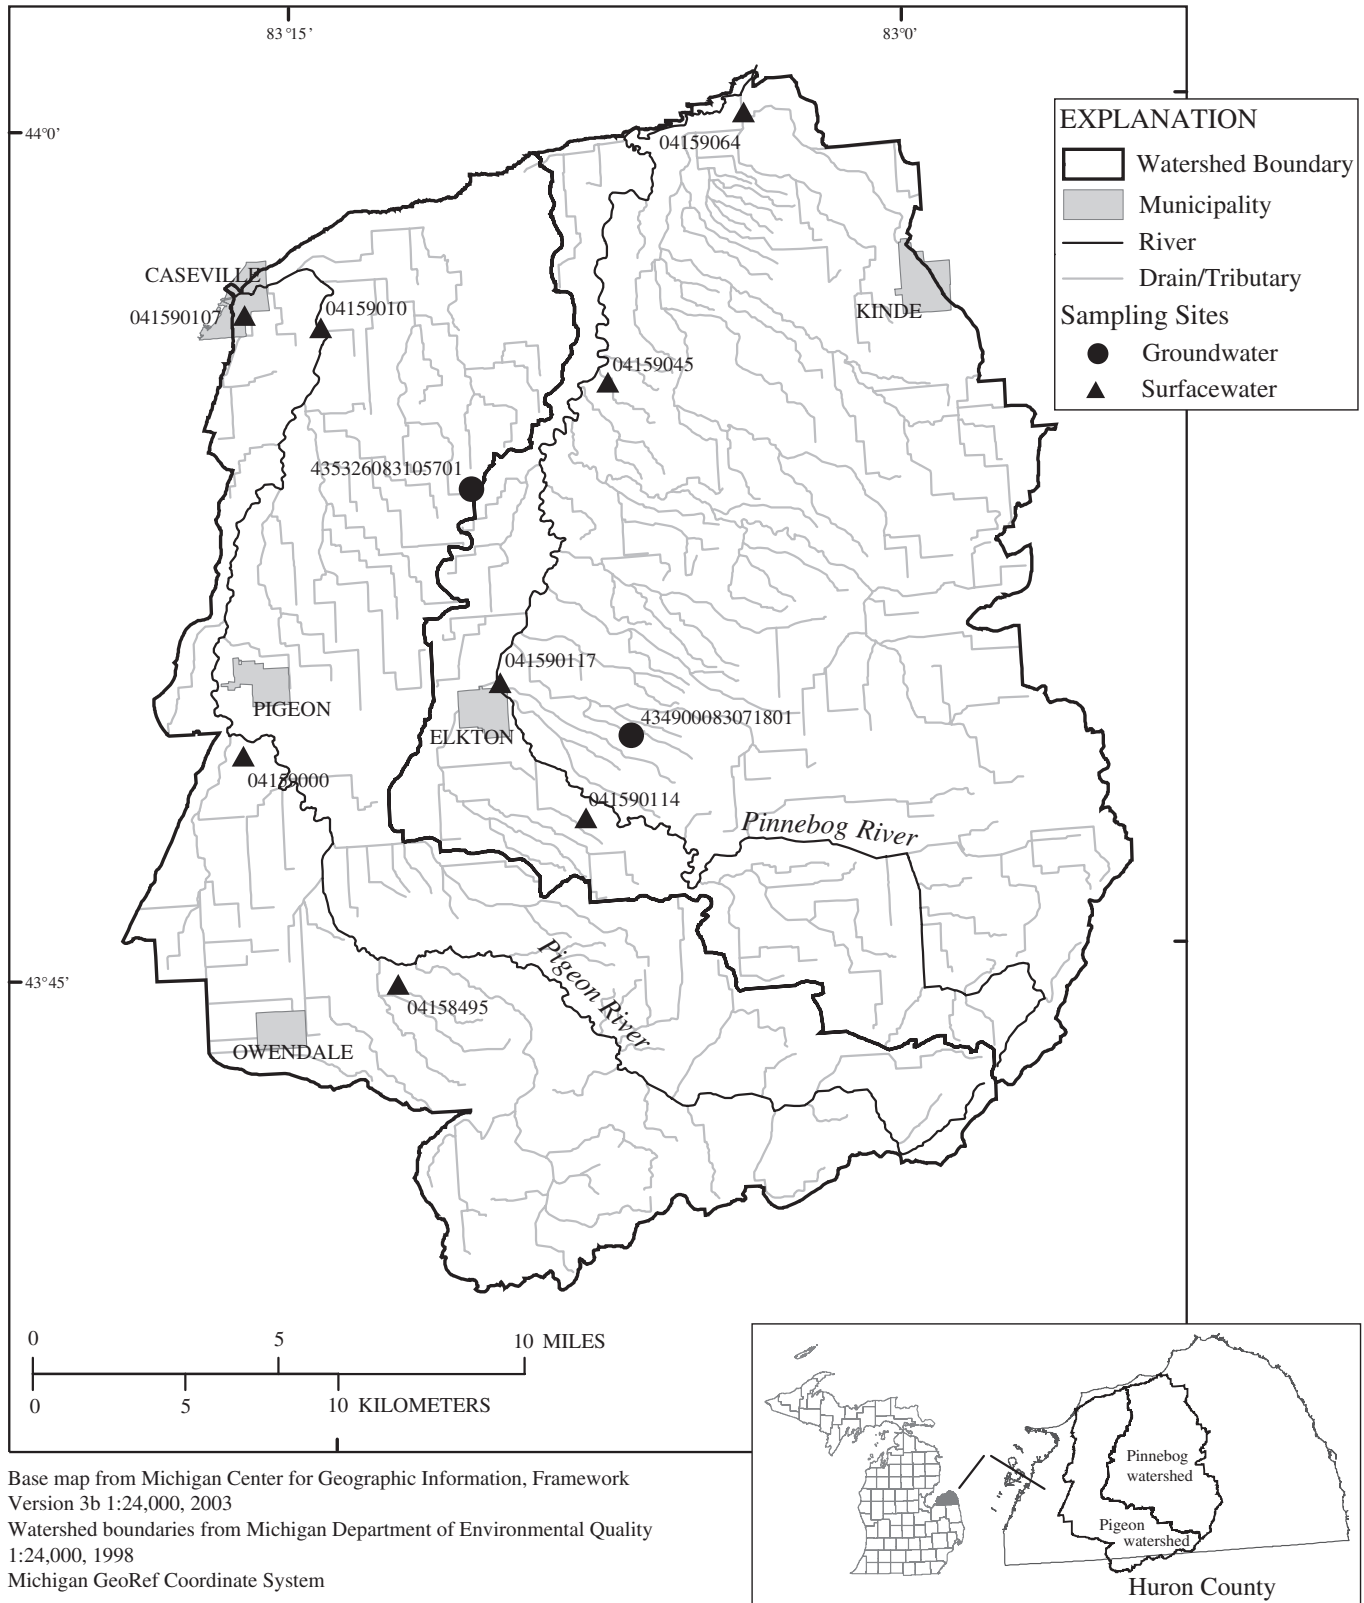 83°15'
83°0'
44°0'
04159064
EXPLANATION
Watershed Boundary
Municipality
River
Drain/Tributary
Sampling Sites
Groundwater
Surfacewater
CASEVILLE
041590107
04159010
KINDE
04159045
435326083105701
041590117
PIGEON
434900083071801
ELKTON
04159000
041590114
Pinnebog River
Pigeon River
43°45'
04158495
OWENDALE
0 5 10 MILES
0 5 10 KILOMETERS
Pinnebog
watershed
Pigeon
watershed
Huron County
Base map from Michigan Center for Geographic Information, Framework
Version 3b 1:24,000, 2003
Watershed boundaries from Michigan Department of Environmental Quality
1:24,000, 1998
Michigan GeoRef Coordinate System